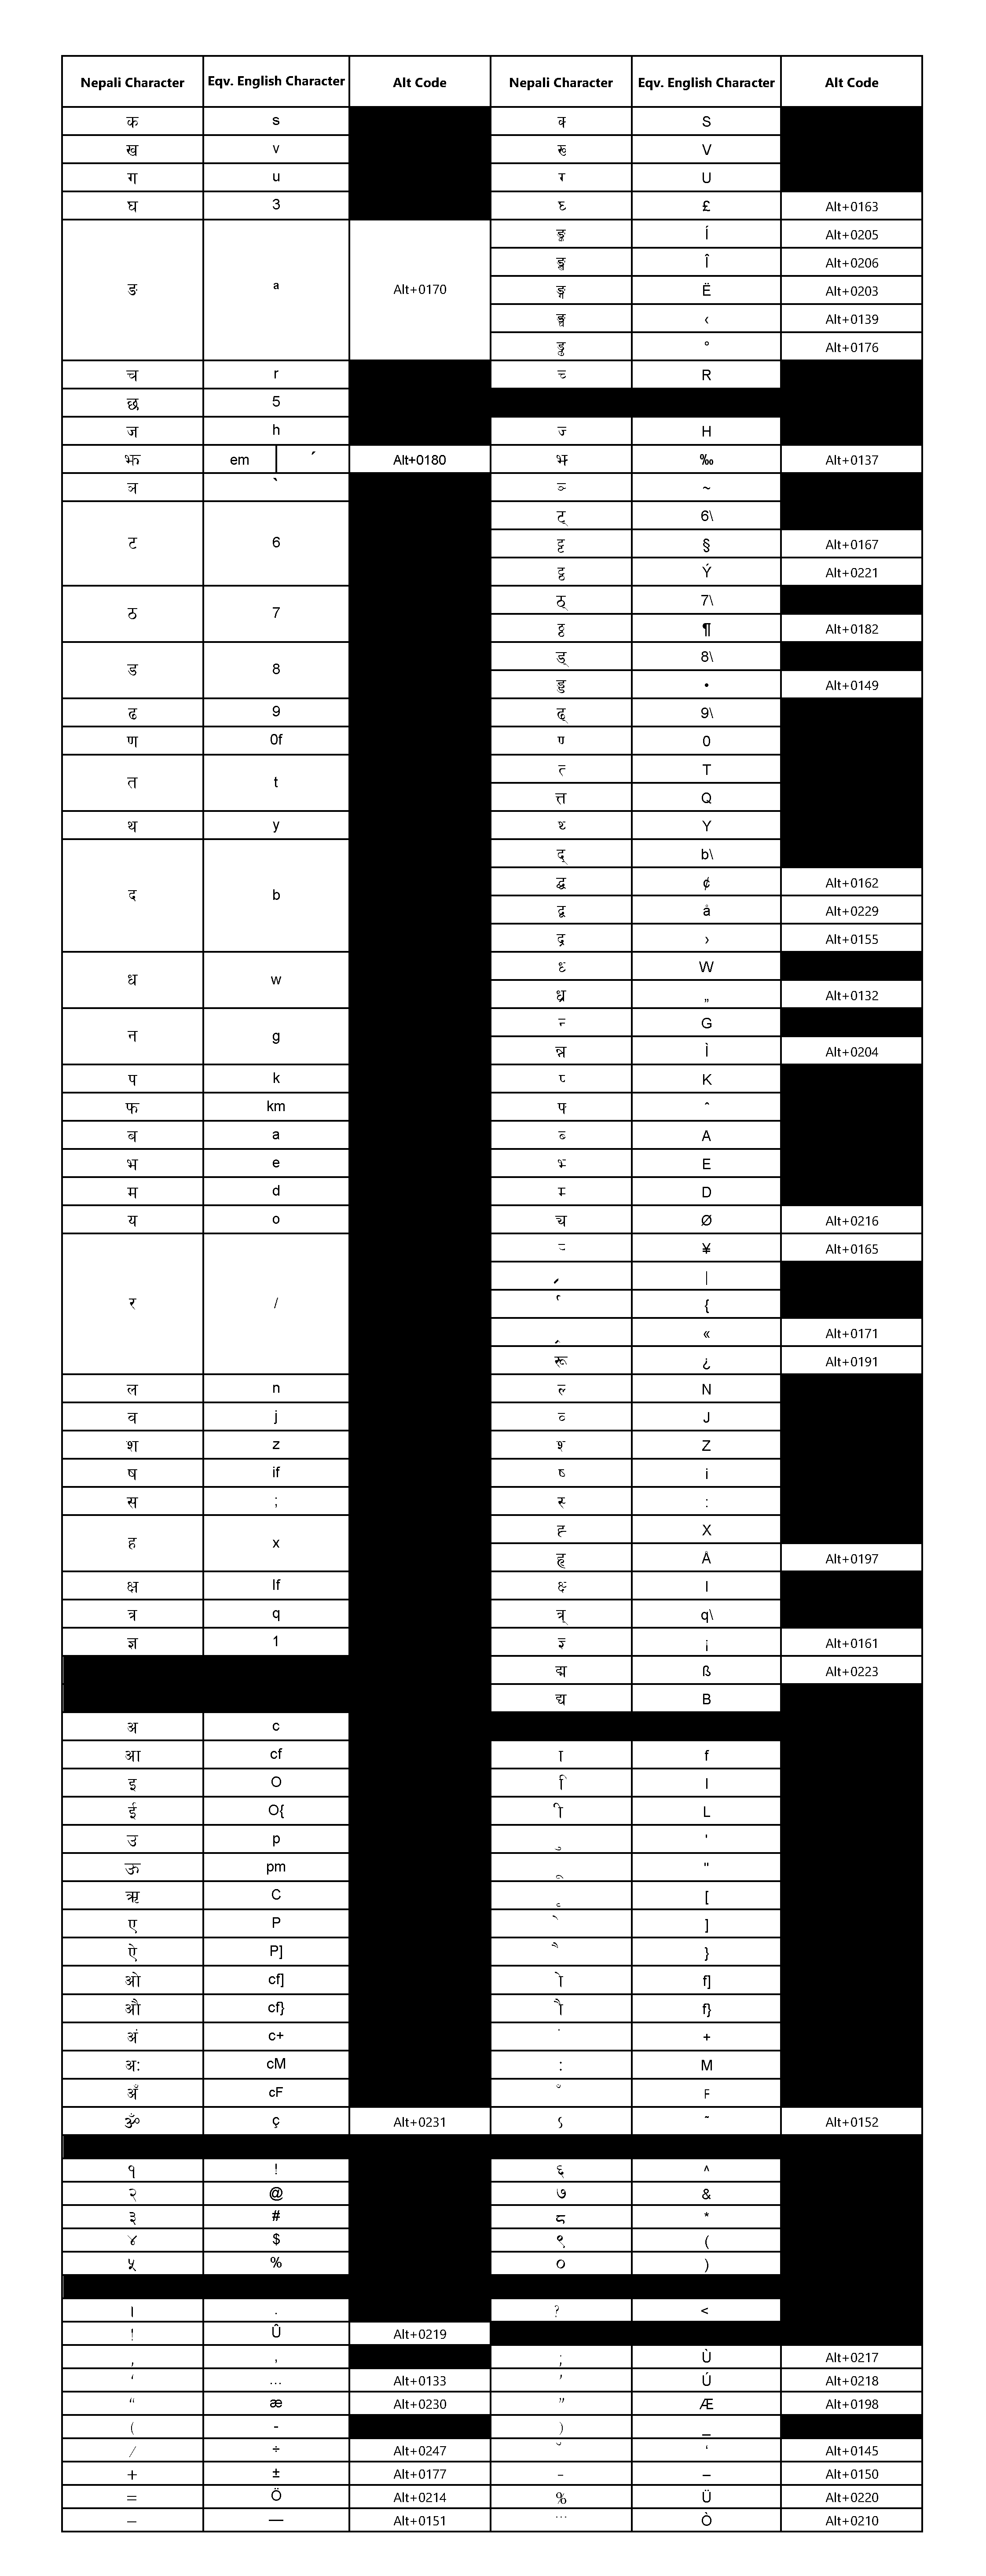 Nepali Character Eqv. English Character Alt Code Nepali Character Eqv. English Character Alt Code
क s क्‍ S
ख v ख्‍ V
ग u ग्‍ U
घ 3 घ्‍ £ Alt+0163
ङ ª Alt+0170 ङ्क Í Alt+0205
ङ्ख Î Alt+0206
ङ्ग Ë Alt+0203
ङ्घ ‹ Alt+0139
ङ्ढ ° Alt+0176
च r च्‍ R
छ 5
ज h ज्‍ H
झ em ´ Alt+0180 झ्‍ ‰ Alt+0137
ञ ` ञ्‍ ~
ट 6 ट् 6\
ट्ट § Alt+0167
ट्ठ Ý Alt+0221
ठ 7 ठ् 7\
ठ्ठ ¶ Alt+0182
ड 8 ड् 8\
ड्ड • Alt+0149
ढ 9 ढ् 9\
ण 0f ण्‍ 0
त t त्‍ T
त्त Q
थ y थ्‍ Y
द b द् b\
द्ध ¢ Alt+0162
द्व å Alt+0229
द्र › Alt+0155
ध w ध्‍ W
ध्र „ Alt+0132
न g न्‍ G
न्न Ì Alt+0204
प k प्‍ K
फ km फ्‍ ˆ
ब a ब्‍ A
भ e भ्‍ E
म d म्‍ D
य o Ø Alt+0216
र / ¥ Alt+0165
्र |
र्‍ {
« Alt+0171
रू ¿ Alt+0191
ल n ल्‍ N
व j व्‍ J
श z श्‍ Z
ष if ष्‍ i
स ; स्‍ :
ह x ह्‍ X
हृ Å Alt+0197
क्ष If क्ष्‍ I
त्र q त्र् q\
ज्ञ 1 ज्ञ्‍ ¡ Alt+0161
द्म ß Alt+0223
द्य B
अ c
आ cf ा f
इ O ि l
ई O{ ी L
उ p ु '
ऊ pm ू "
ऋ C ृ [
ए P े ]
ऐ P] ै }
ओ cf] ो f]
औ cf} ौ f}
अं c+ ं +
अः cM ः M
अँ cF ँ F
ॐ ç Alt+0231 ऽ ˜ Alt+0152
१ ! ६ ^
२ @ ७ &
३ # ८ *
४ $ ९ (
५ % ० )
। . ? <
! Û Alt+0219
, , ; Ù Alt+0217
‘ … Alt+0133 ’ Ú Alt+0218
“ æ Alt+0230 ” Æ Alt+0198
( - ) _
/ ÷ Alt+0247 ‘ Alt+0145
+ ± Alt+0177 - – Alt+0150
= Ö Alt+0214 % Ü Alt+0220
– — Alt+0151 … Ò Alt+0210